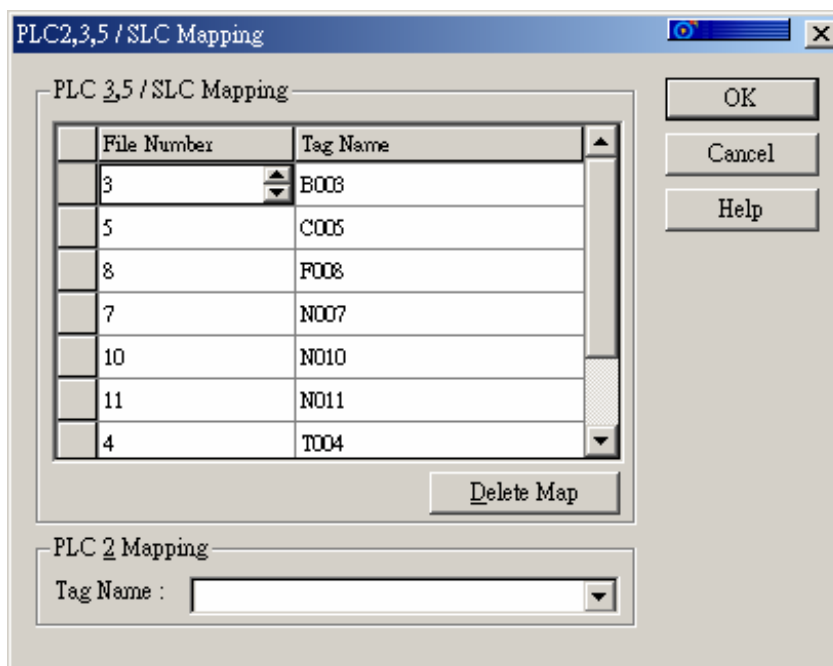 PLC2,3,5 / SLC Mapping
PLC 3,5 / SLC Mapping
File Number Tag Name
3 B003
5 C005
8 F008
7 N007
10 N010
11 N011
4 T004
Delete Map
PLC 2 Mapping
Tag Name :
OK
Cancel
Help